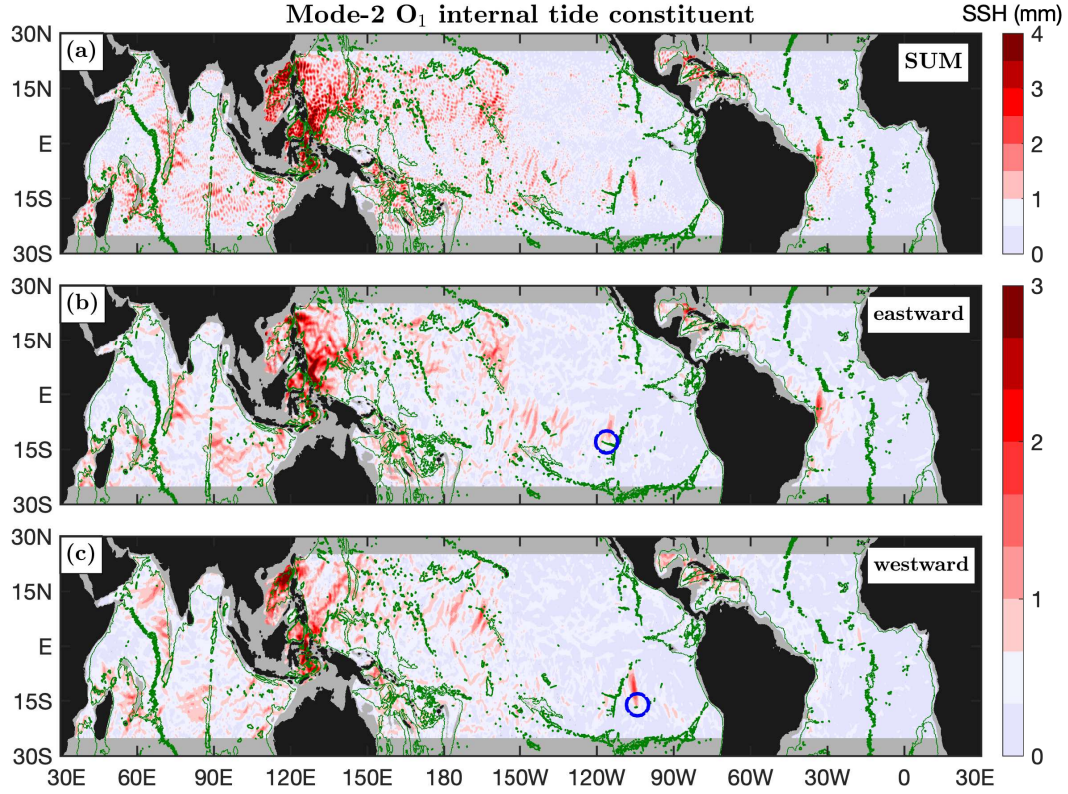 Mode-2 O₁ internal tide constituent
SSH (mm)
30N
(a)
SUM
15N
E
15S
30S
4
3
2
1
0
30N
(b)
eastward
15N
E
15S
30S
3
2
1
0
30N
(c)
westward
15N
E
15S
30S
30E 60E 90E 120E 150E 180 150W 120W 90W 60W 30W 0 30E